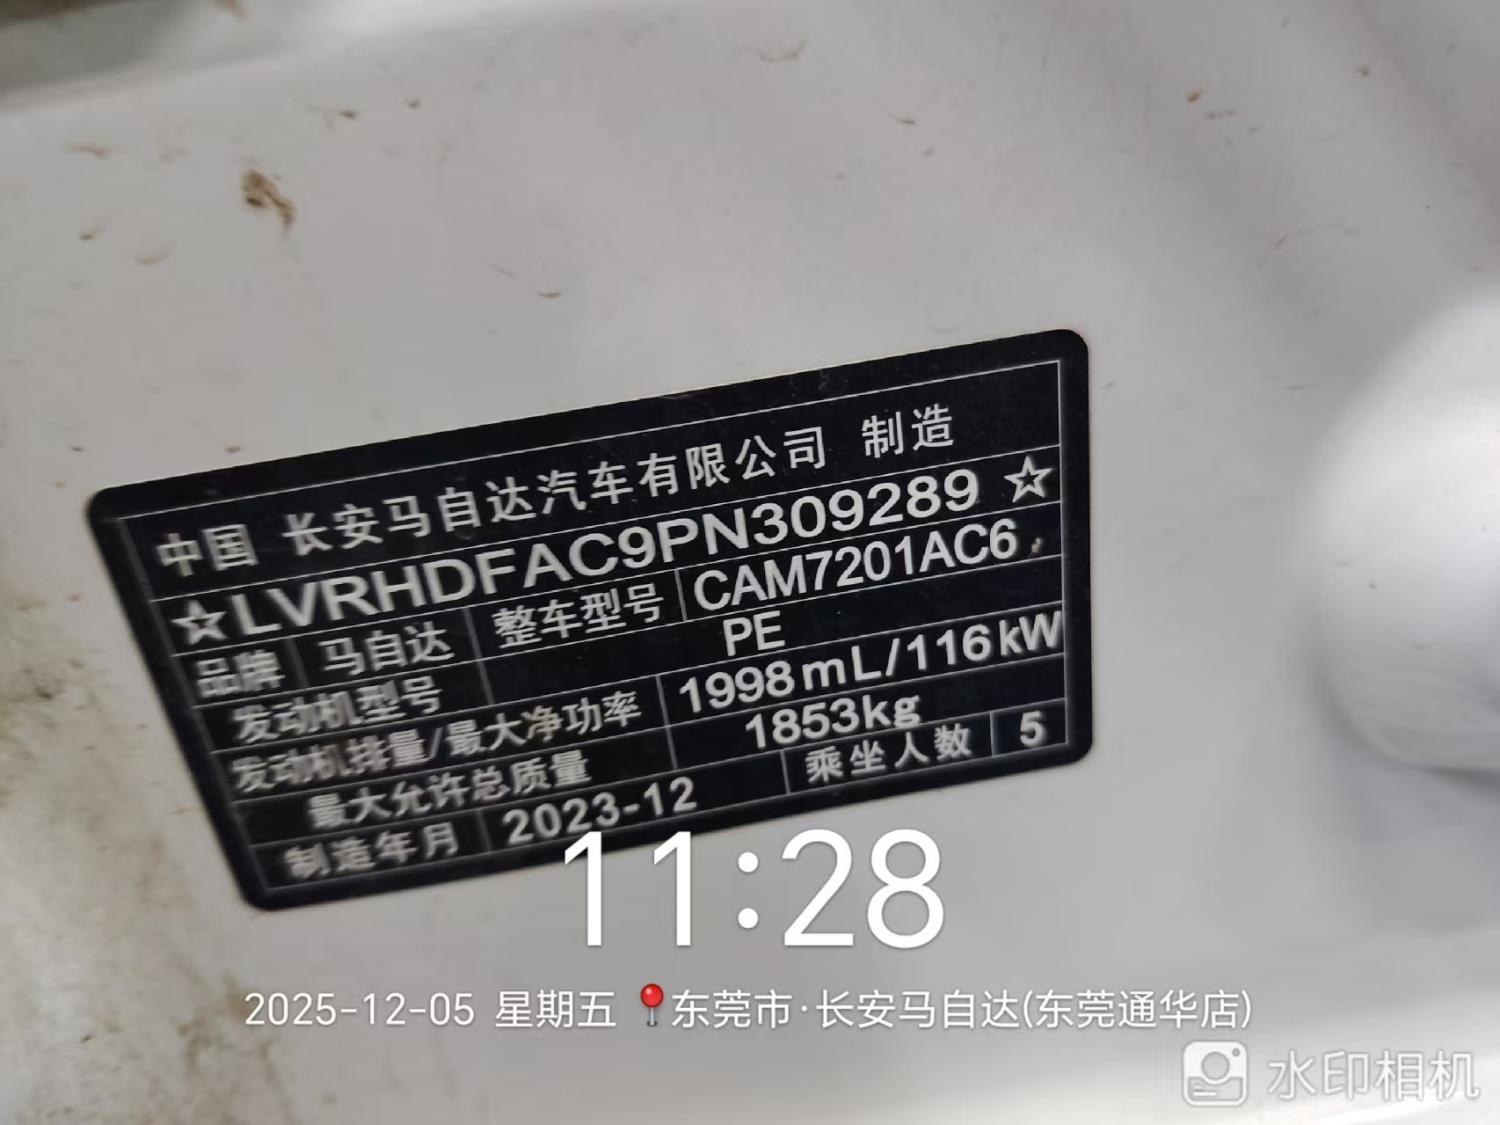 中国 长安马自达汽车有限公司 制造
☆LVRHDFAC9PN309289☆
品牌 马自达 整车型号 CAM7201AC6
发动机型号 PE
发动机排量/最大净功率 1998mL/116kW
最大允许总质量 1853kg
制造年月 2023-12 乘坐人数 5
11:28
2025-12-05 星期五 📍东莞市·长安马自达(东莞通华店)
水印相机